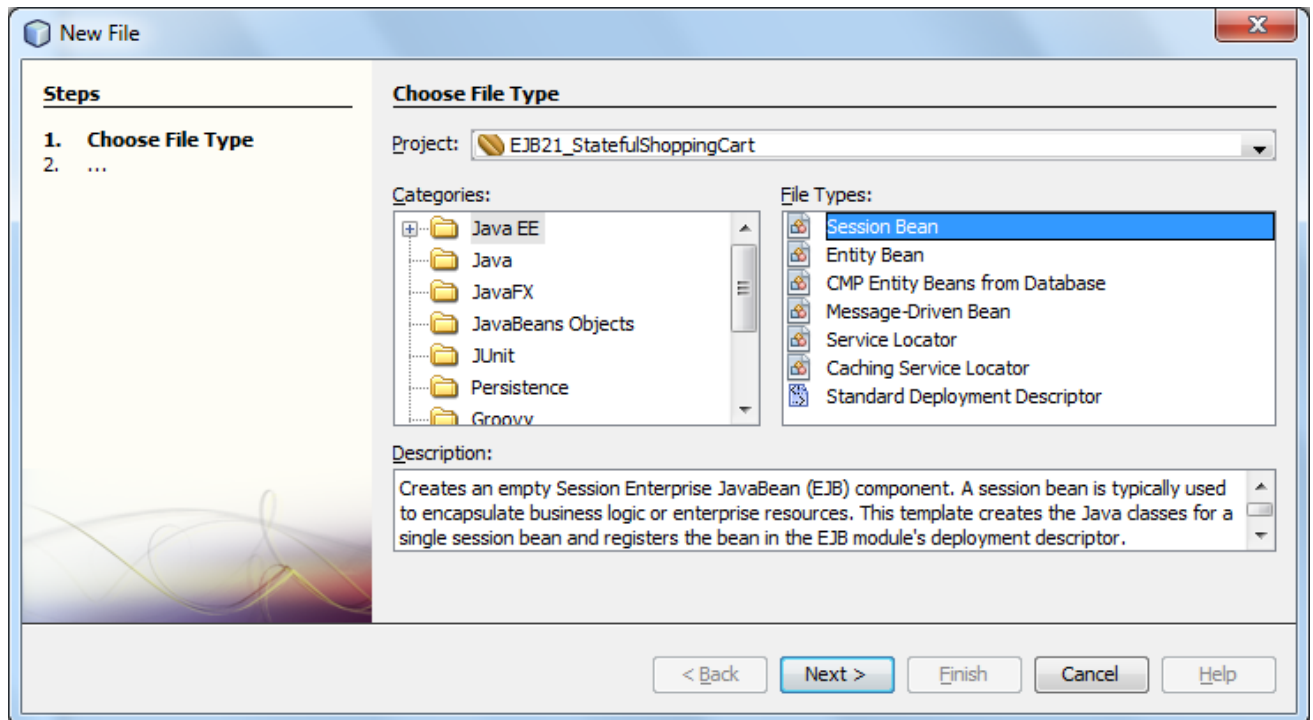 New File
Steps
1. Choose File Type
2. ...
Choose File Type
Project: EJB21_StatefulShoppingCart
Categories:
Java EE
Java
JavaFX
JavaBeans Objects
JUnit
Persistence
Groovy
File Types:
Session Bean
Entity Bean
CMP Entity Beans from Database
Message-Driven Bean
Service Locator
Caching Service Locator
Standard Deployment Descriptor
Description:
Creates an empty Session Enterprise JavaBean (EJB) component. A session bean is typically used
to encapsulate business logic or enterprise resources. This template creates the Java classes for a
single session bean and registers the bean in the EJB module's deployment descriptor.
< Back
Next >
Finish
Cancel
Help